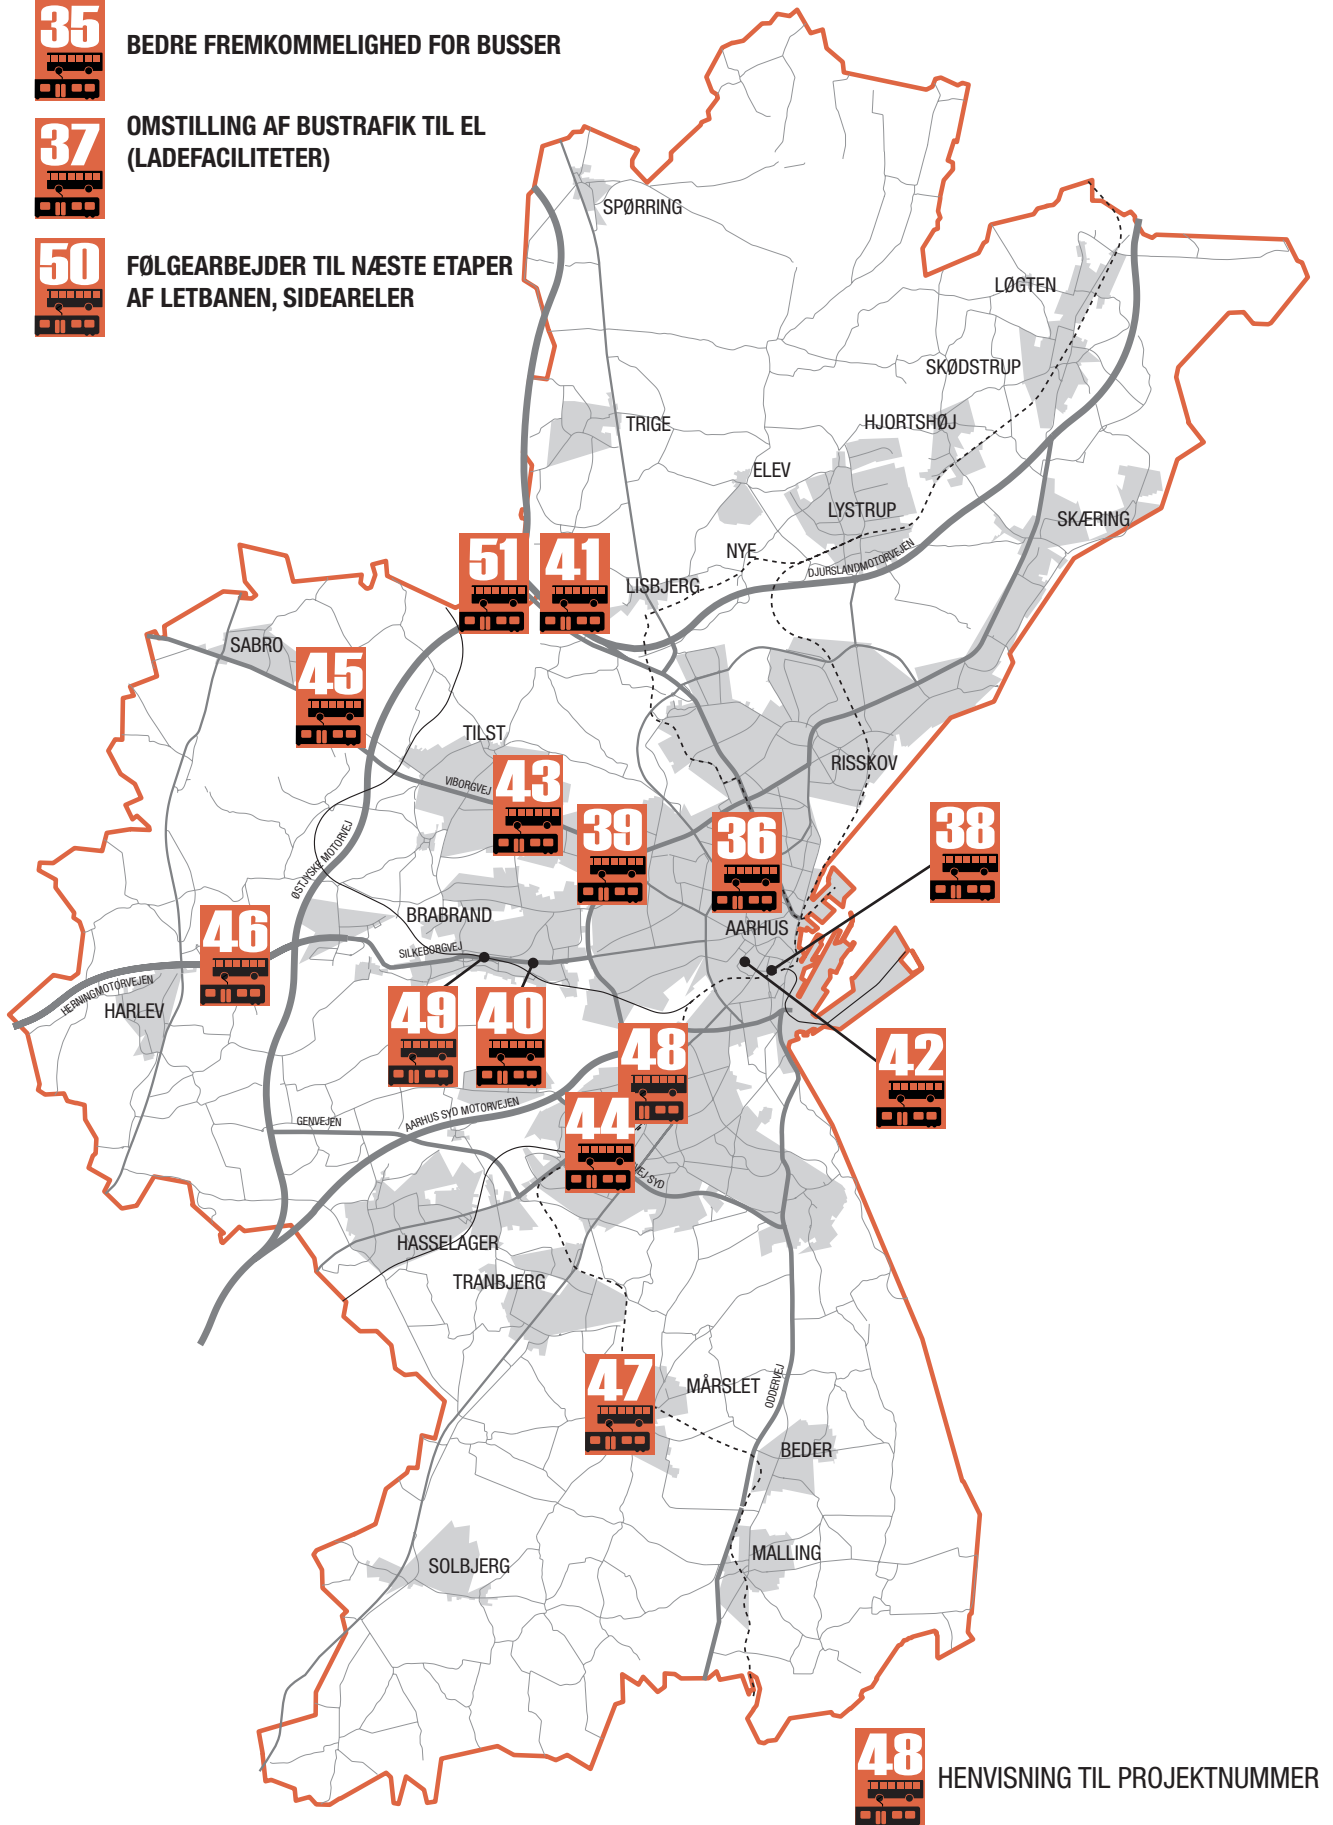 35
BEDRE FREMKOMMELIGHED FOR BUSSER
37
OMSTILLING AF BUSTRAFIK TIL EL
(LADEFACILITETER)
50
FØLGEARBEJDER TIL NÆSTE ETAPER
AF LETBANEN, SIDEARELER
SPØRRING
LØGTEN
SKØDSTRUP
TRIGE
HJORTSHØJ
ELEV
LYSTRUP
SKÆRING
NYE
DJURSLANDMOTORVEJEN
51
41
LISBJERG
SABRO
45
TILST
RISSKOV
VIBORGVEJ
43
39
36
38
ØSTJYSKE MOTORVEJ
BRABRAND
AARHUS
46
SILKEBORGVEJ
HERNINGMOTORVEJEN
HARLEV
49
40
48
42
GENVEJEN
AARHUS SYD MOTORVEJEN
44
VEJ SYD
HASSELAGER
TRANBJERG
47
MÅRSLET
ODDERVEJ
BEDER
MALLING
SOLBJERG
48
HENVISNING TIL PROJEKTNUMMER